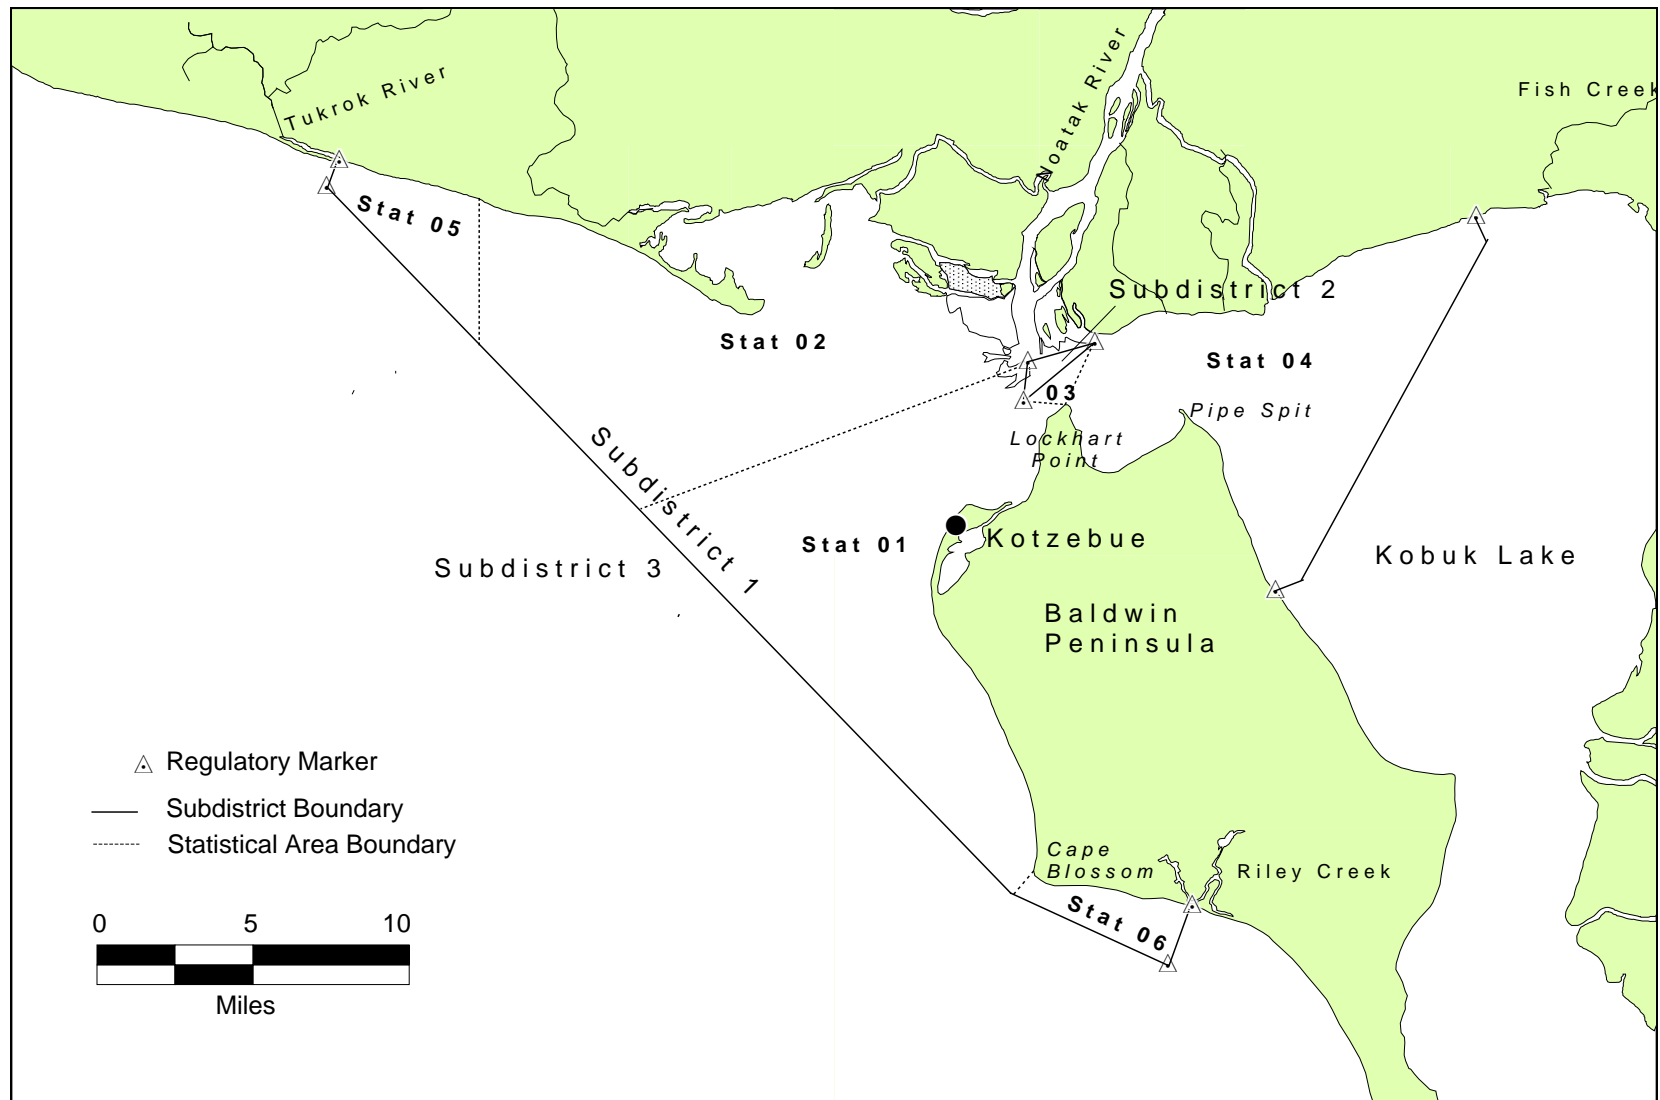 Tukrok River
Noatak River
Fish Creek
Stat 05
Subdistrict 2
Stat 02
Stat 04
03
Pipe Spit
Lockhart
Point
Subdistrict 1
Stat 01
Kotzebue
Subdistrict 3
Kobuk Lake
Baldwin
Peninsula
Regulatory Marker
Subdistrict Boundary
Statistical Area Boundary
Cape
Blossom
Riley Creek
Stat 06
0 5 10
Miles